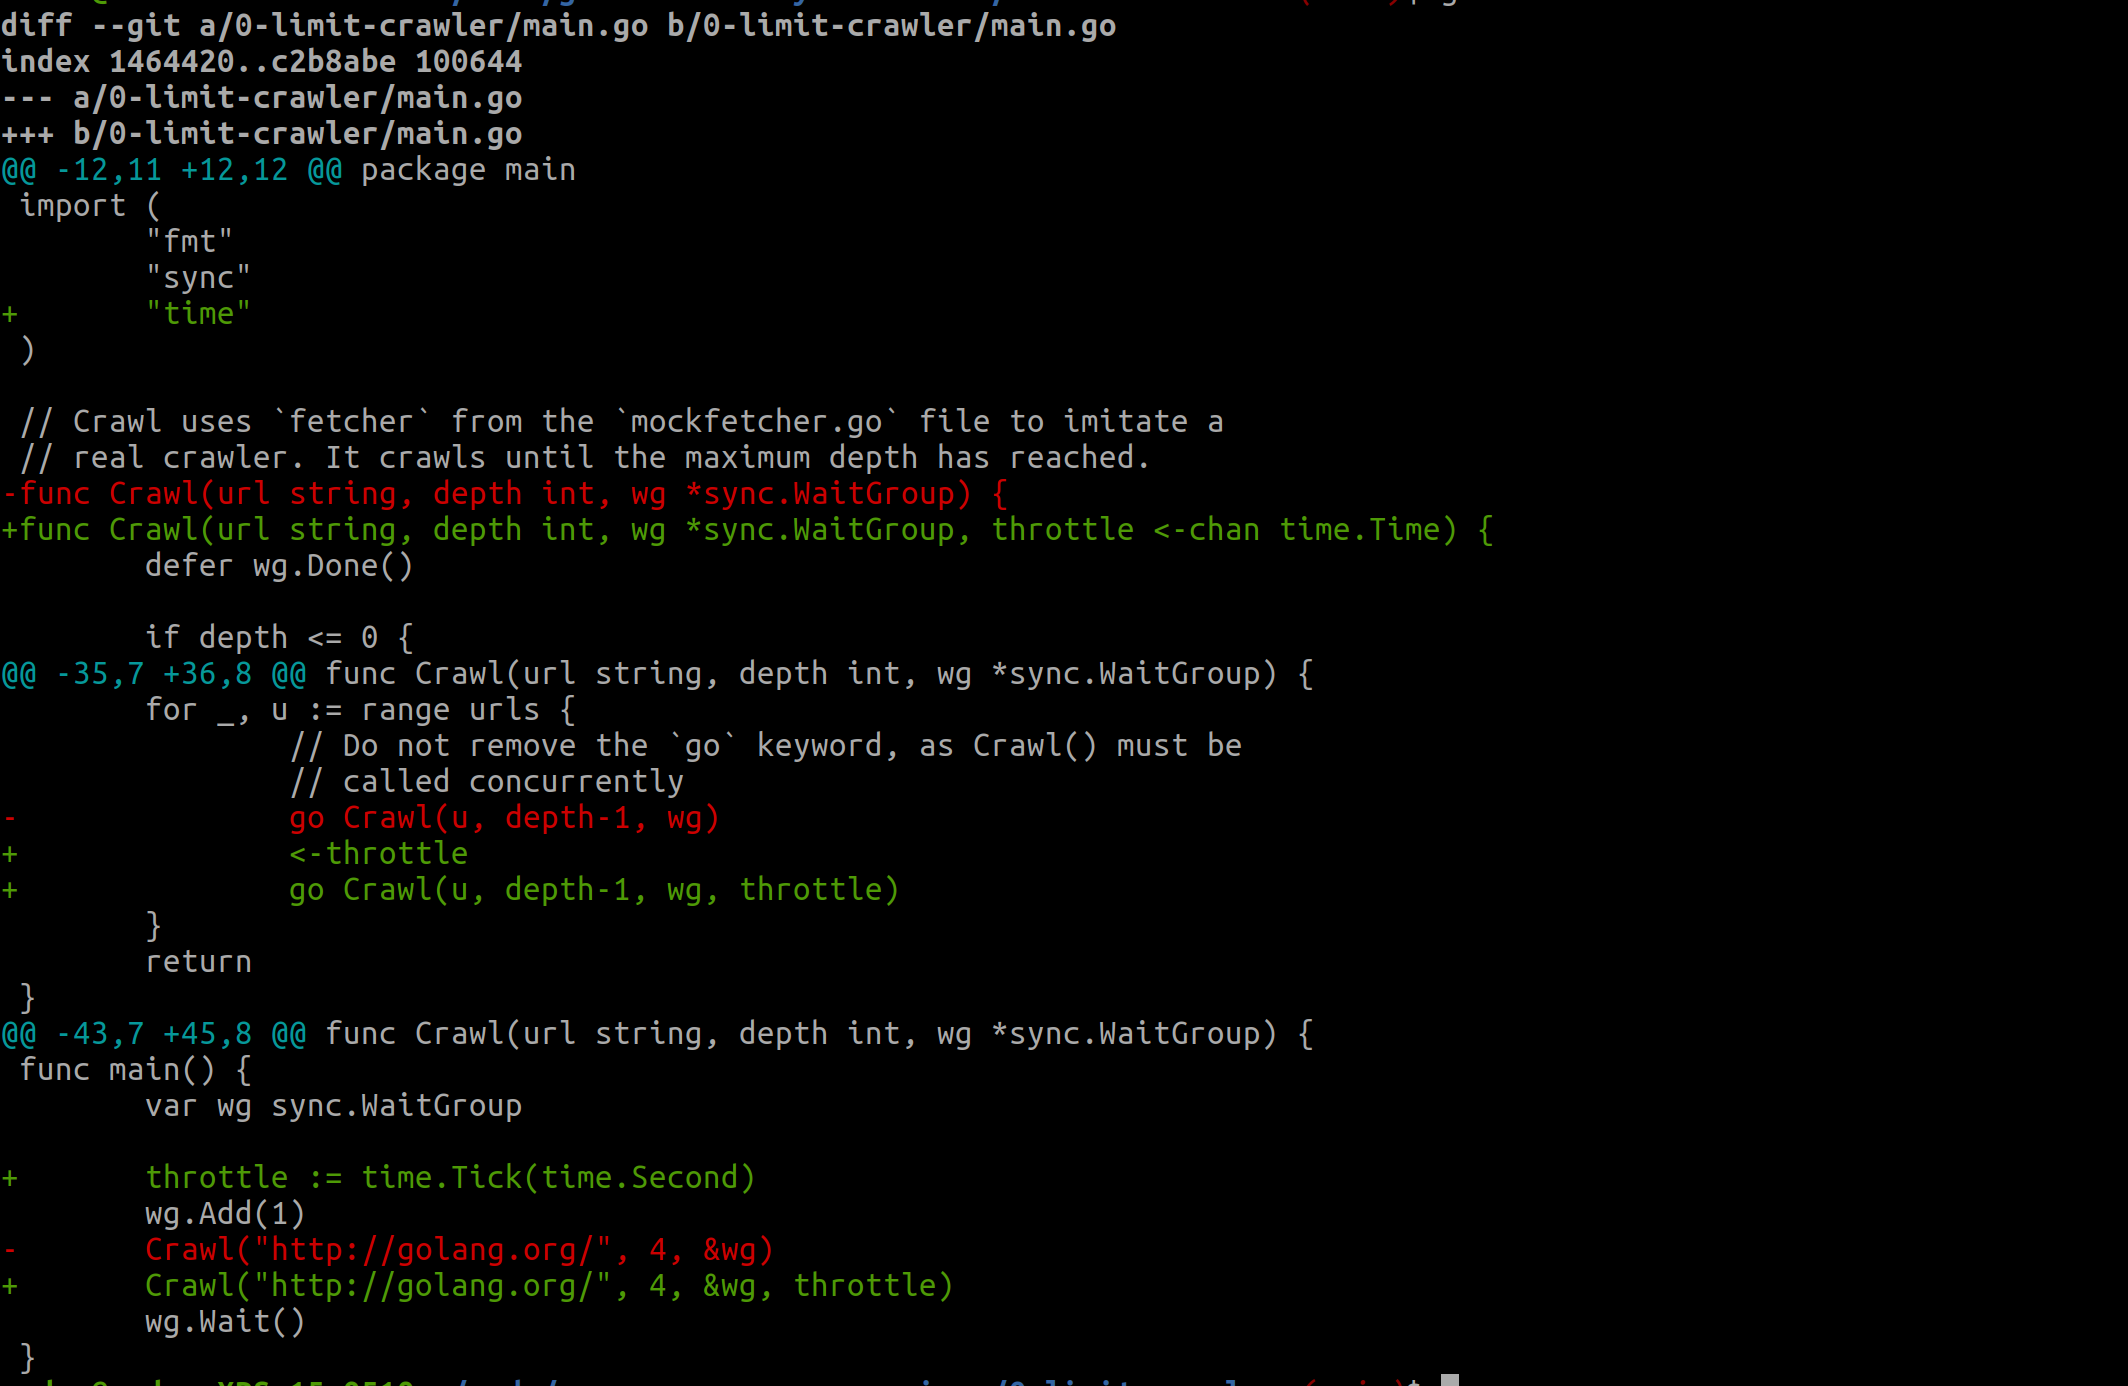 diff --git a/0-limit-crawler/main.go b/0-limit-crawler/main.go
index 1464420..c2b8abe 100644
--- a/0-limit-crawler/main.go
+++ b/0-limit-crawler/main.go
@@ -12,11 +12,12 @@ package main
 import (
        "fmt"
        "sync"
+       "time"
 )

 // Crawl uses `fetcher` from the `mockfetcher.go` file to imitate a
 // real crawler. It crawls until the maximum depth has reached.
-func Crawl(url string, depth int, wg *sync.WaitGroup) {
+func Crawl(url string, depth int, wg *sync.WaitGroup, throttle <-chan time.Time) {
        defer wg.Done()

        if depth <= 0 {
@@ -35,7 +36,8 @@ func Crawl(url string, depth int, wg *sync.WaitGroup) {
        for _, u := range urls {
                // Do not remove the `go` keyword, as Crawl() must be
                // called concurrently
-               go Crawl(u, depth-1, wg)
+               <-throttle
+               go Crawl(u, depth-1, wg, throttle)
        }
        return
 }
@@ -43,7 +45,8 @@ func Crawl(url string, depth int, wg *sync.WaitGroup) {
 func main() {
        var wg sync.WaitGroup

+       throttle := time.Tick(time.Second)
        wg.Add(1)
-       Crawl("http://golang.org/", 4, &wg)
+       Crawl("http://golang.org/", 4, &wg, throttle)
        wg.Wait()
 }